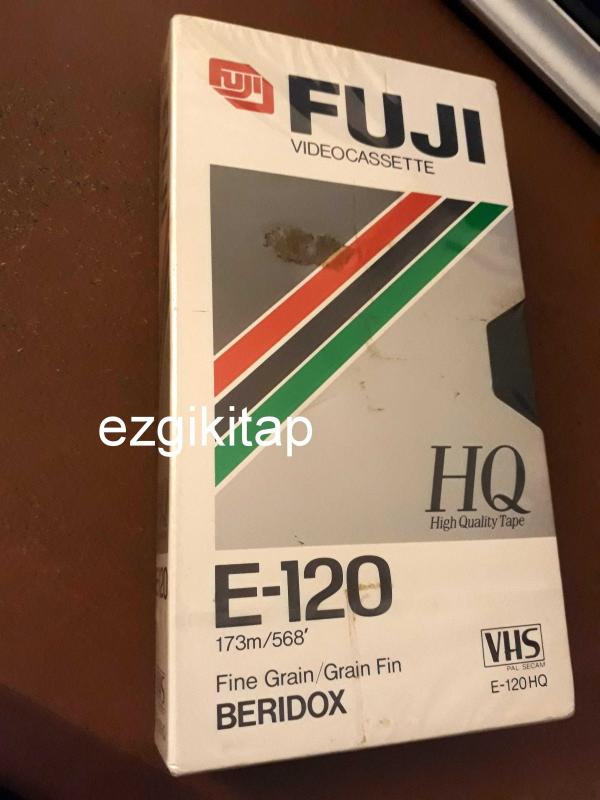 FUJI
FUJI
VIDEOCASSETTE
ezgikitap
HQ
High Quality Tape
E-120
173m/568'
Fine Grain/Grain Fin
BERIDOX
VHS
PAL SECAM
E-120HQ